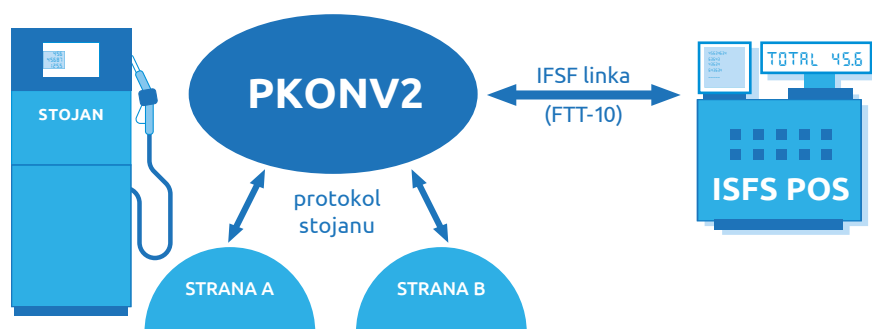 STOJAN
PKONV2
IFSF linka
(FTT-10)
TOTAL 45.6
ISFS POS
protokol
stojanu
STRANA A
STRANA B